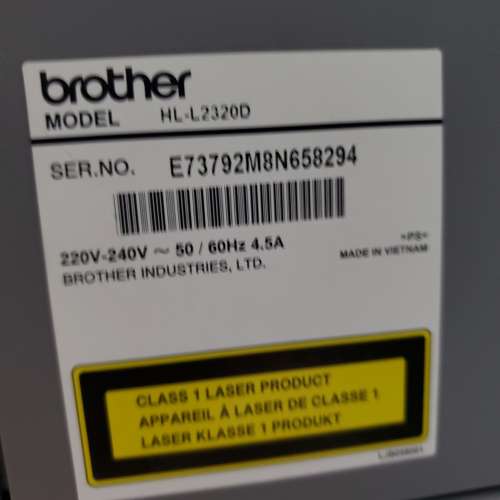 brother
MODEL HL-L2320D
SER.NO. E73792M8N658294
220V-240V ~ 50 / 60Hz 4.5A
BROTHER INDUSTRIES, LTD.
=PS=
MADE IN VIETNAM
CLASS 1 LASER PRODUCT
APPAREIL À LASER DE CLASSE 1
LASER KLASSE 1 PRODUKT